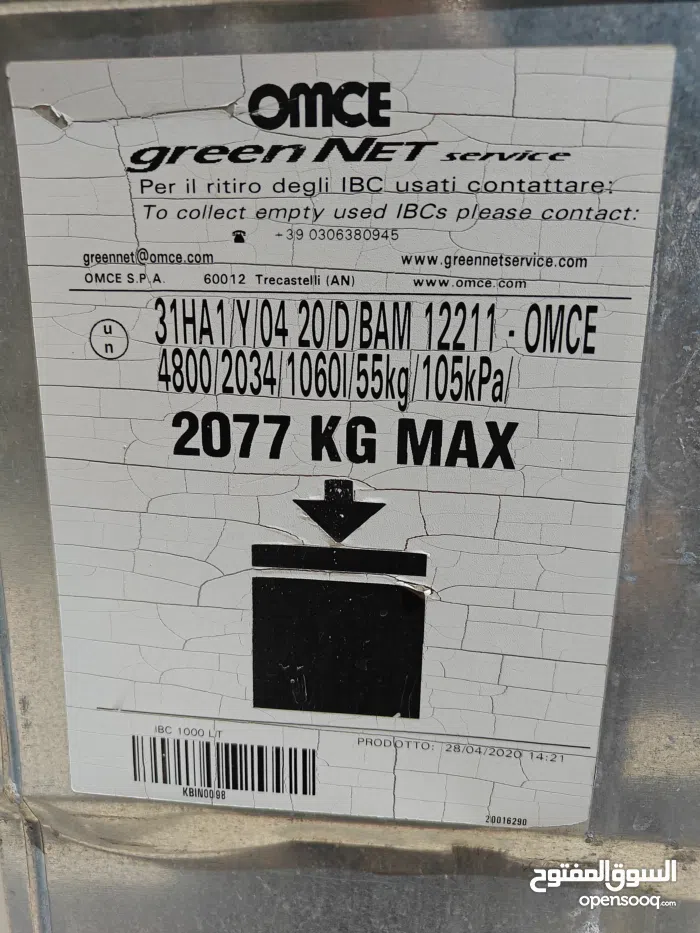 OMCE
green NET service
Per il ritiro degli IBC usati contattare:
To collect empty used IBCs please contact:
+39 0306380945
greennet@omce.com www.greennetservice.com
OMCE S.P.A. 60012 Trecastelli (AN) www.omce.com
un 31HA1/Y/04 20/D/BAM 12211 - OMCE
4800/2034/1060l/55kg/105kPa/
2077 KG MAX
IBC 1000 LT
PRODOTTO: 28/04/2020 14:21
KBIN0098
20016290
السوق المفتوح
opensooq.com